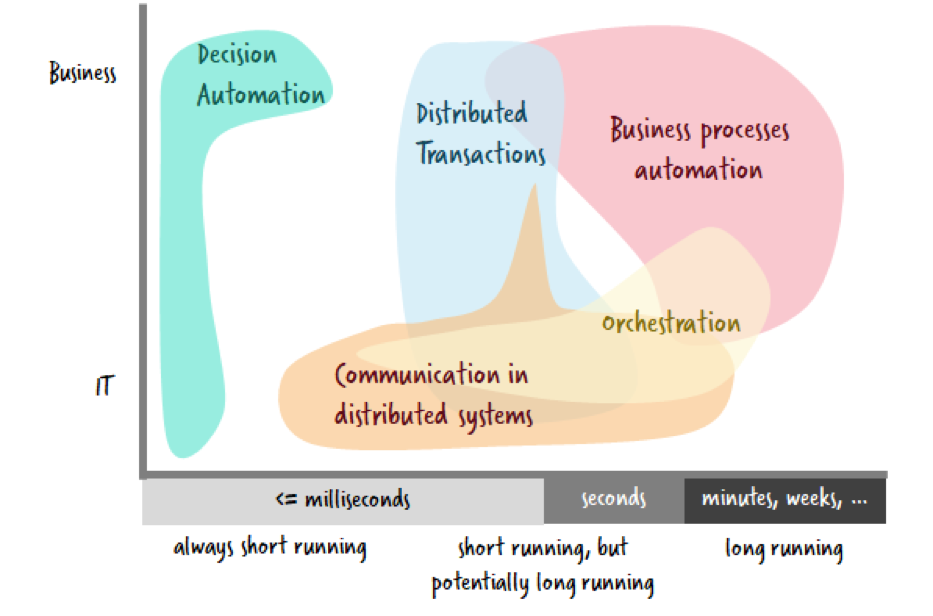 Business
Decision
Automation
Distributed
Transactions
Business processes
automation
Orchestration
IT
Communication in
distributed systems
<= milliseconds
seconds
minutes, weeks, ...
always short running
short running, but
potentially long running
long running